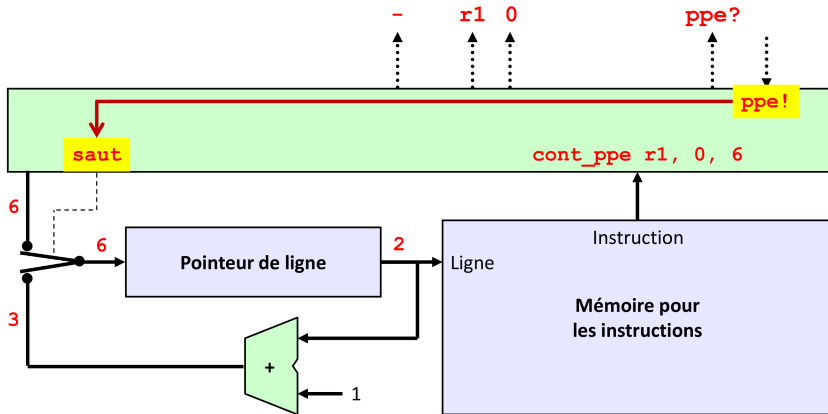 - r1 0 ppe?
ppe!
saut
cont_ppe r1, 0, 6
6
6
2
Pointeur de ligne
Ligne
Instruction
Mémoire pour
les instructions
3
+
1